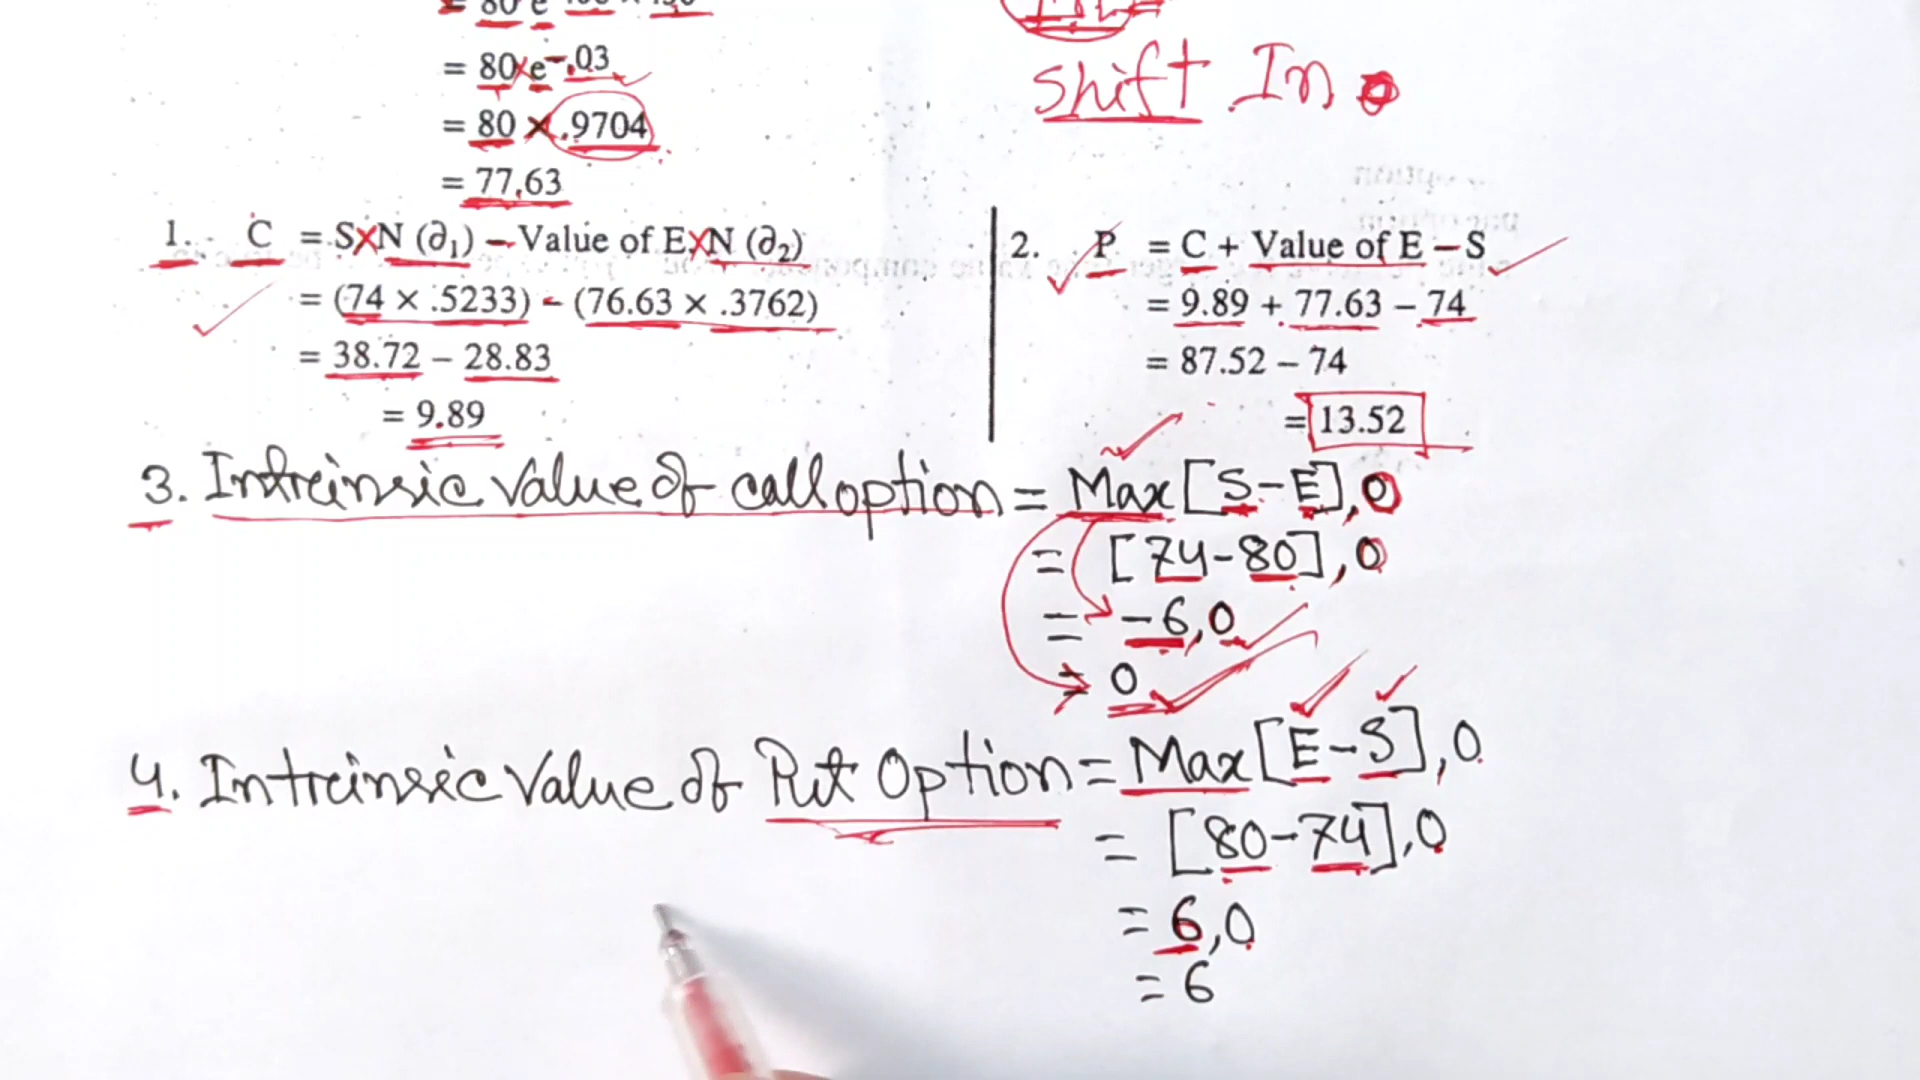 = 80 e
= 80×e^-.03
= 80 × .9704
= 77.63
shift In
1. C = S×N (∂₁) – Value of E×N (∂₂)
= (74 × .5233) – (76.63 × .3762)
= 38.72 – 28.83
= 9.89
2. P = C + Value of E – S
= 9.89 + 77.63 – 74
= 87.52 – 74
= 13.52
3. Intrinsic Value of call option = Max [S-E], 0
= [74-80], 0
= -6, 0
= 0
4. Intrinsic Value of Put Option = Max [E-S], 0
= [80-74], 0
= 6, 0
= 6